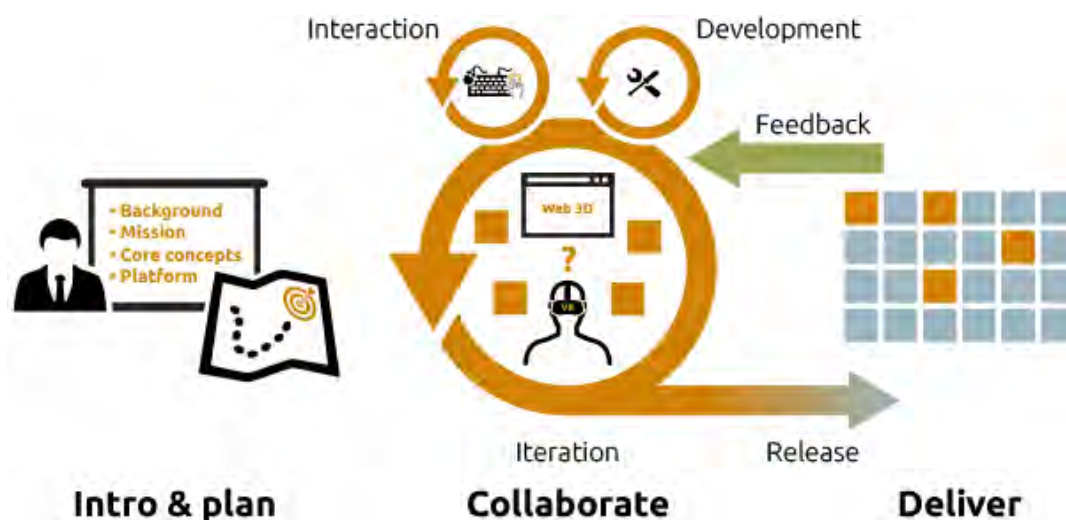 Interaction
Development
Feedback
• Background
• Mission
• Core concepts
• Platform
Web 3D
?
VR
Iteration
Release
Intro & plan
Collaborate
Deliver